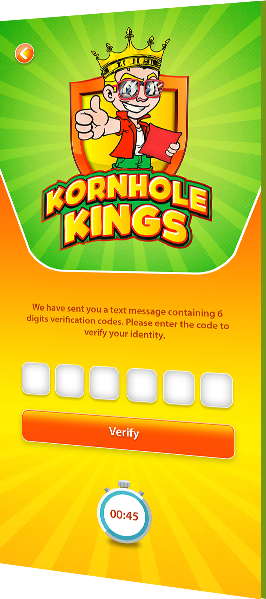 KORNHOLE
KINGS
We have sent you a text message containing 6
digits verification codes. Please enter the code to
verify your identity.
Verify
00:45